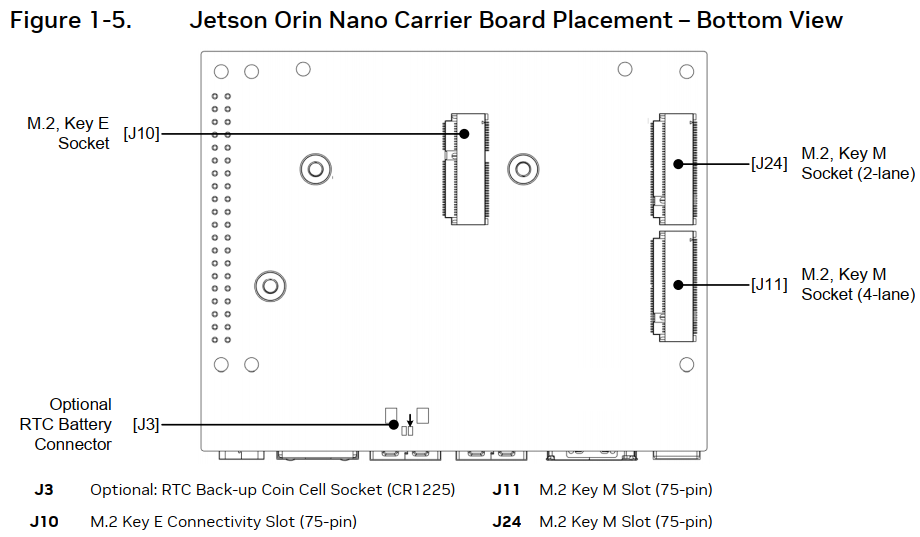 Figure 1-5. Jetson Orin Nano Carrier Board Placement – Bottom View
M.2, Key E
Socket
[J10]
[J24]
M.2, Key M
Socket (2-lane)
[J11]
M.2, Key M
Socket (4-lane)
Optional
RTC Battery
Connector
[J3]
J3 Optional: RTC Back-up Coin Cell Socket (CR1225) J11 M.2 Key M Slot (75-pin)
J10 M.2 Key E Connectivity Slot (75-pin) J24 M.2 Key M Slot (75-pin)